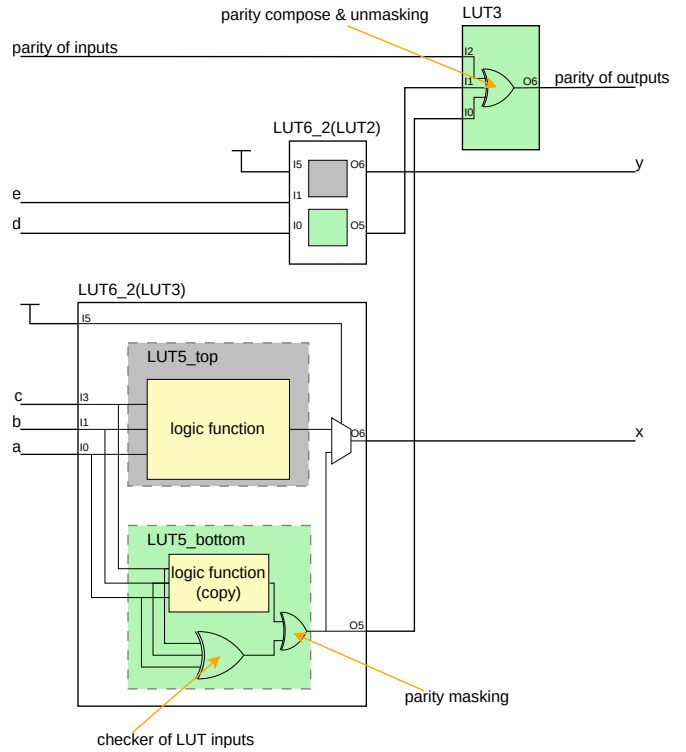 parity compose & unmasking
LUT3
parity of inputs
I2
I1
I0
O6
parity of outputs
LUT6_2(LUT2)
I5
O6
y
e
I1
d
I0
O5
LUT6_2(LUT3)
I5
LUT5_top
c
I3
b
I1
logic function
a
I0
O6
x
LUT5_bottom
logic function
(copy)
O5
parity masking
checker of LUT inputs